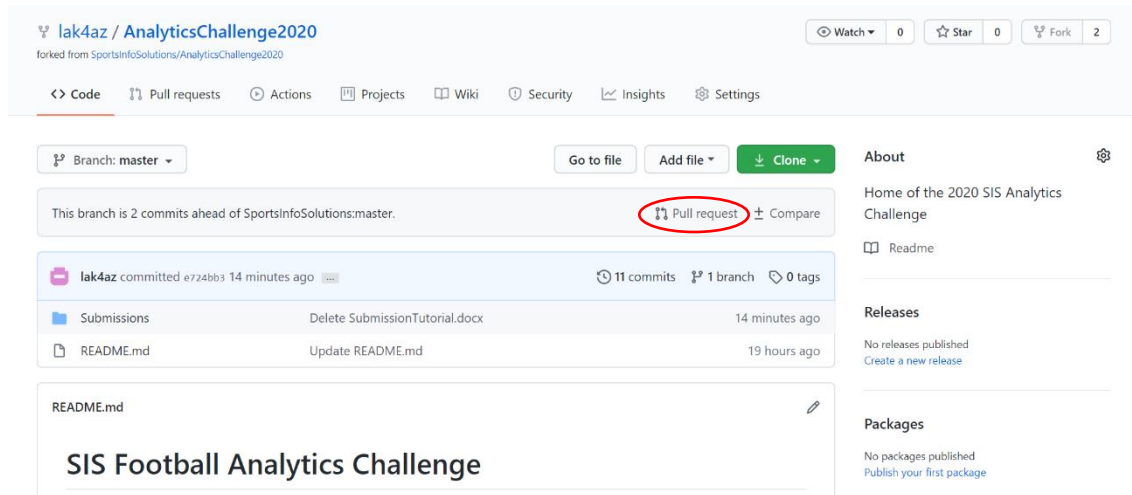 lak4az / AnalyticsChallenge2020
Watch 0 Star 0 Fork 2
forked from SportsInfoSolutions/AnalyticsChallenge2020
<> Code Pull requests Actions Projects Wiki Security Insights Settings
Branch: master Go to file Add file Clone
This branch is 2 commits ahead of SportsInfoSolutions:master. Pull request Compare
lak4az committed e724bb3 14 minutes ago ... 11 commits 1 branch 0 tags
Submissions Delete SubmissionTutorial.docx 14 minutes ago
README.md Update README.md 19 hours ago
README.md
SIS Football Analytics Challenge
About
Home of the 2020 SIS Analytics
Challenge
Readme
Releases
No releases published
Create a new release
Packages
No packages published
Publish your first package